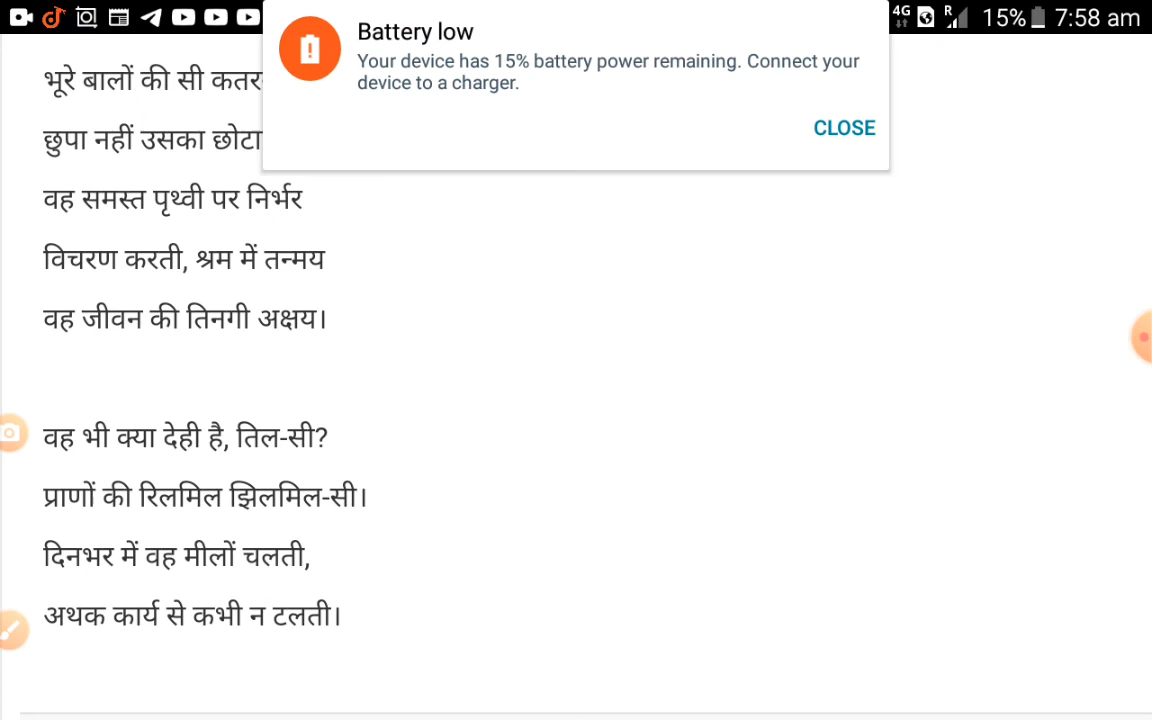 4G R 15% 7:58 am
Battery low
Your device has 15% battery power remaining. Connect your
device to a charger.
CLOSE
भूरे बालों की सी
छुपा नहीं उसका छोटा
वह समस्त पृथ्वी पर निर्भर
विचरण करती, श्रम में तन्मय
वह जीवन की तिनगी अक्षय।
वह भी क्या देही है, तिल-सी?
प्राणों की रिलमिल झिलमिल-सी।
दिनभर में वह मीलों चलती,
अथक कार्य से कभी न टलती।